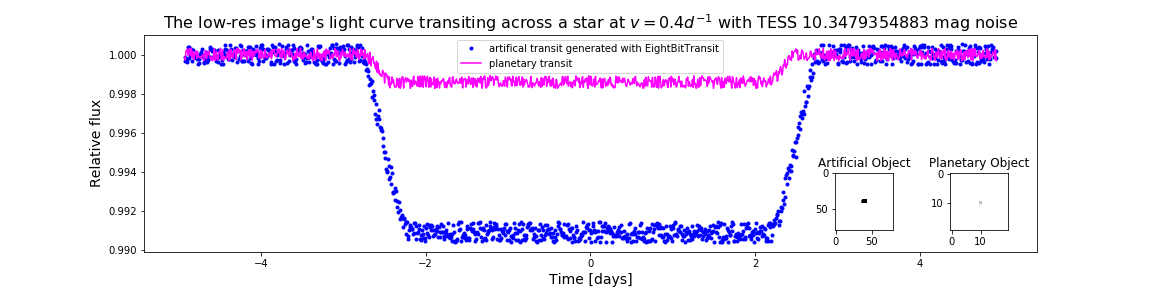 The low-res image's light curve transiting across a star at v = 0.4d⁻¹ with TESS 10.3479354883 mag noise
artifical transit generated with EightBitTransit
planetary transit
1.000
0.998
0.996
0.994
0.992
0.990
Relative flux
Artificial Object
Planetary Object
0
50
0
50
0
10
0
10
−4
−2
0
2
4
Time [days]